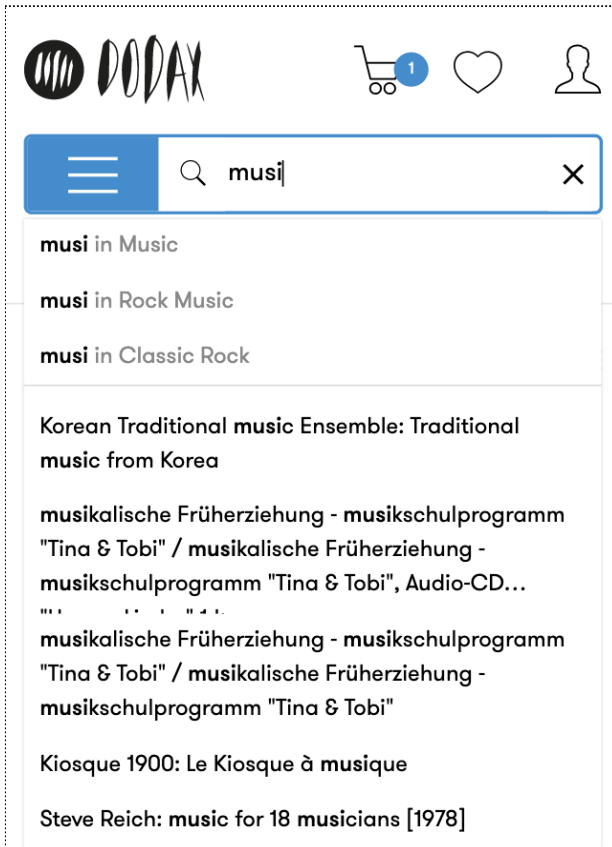 DODAX
1
musi
musi in Music
musi in Rock Music
musi in Classic Rock
Korean Traditional music Ensemble: Traditional
music from Korea
musikalische Früherziehung - musikschulprogramm
"Tina & Tobi" / musikalische Früherziehung -
musikschulprogramm "Tina & Tobi", Audio-CD...
musikalische Früherziehung - musikschulprogramm
"Tina & Tobi" / musikalische Früherziehung -
musikschulprogramm "Tina & Tobi"
Kiosque 1900: Le Kiosque à musique
Steve Reich: music for 18 musicians [1978]